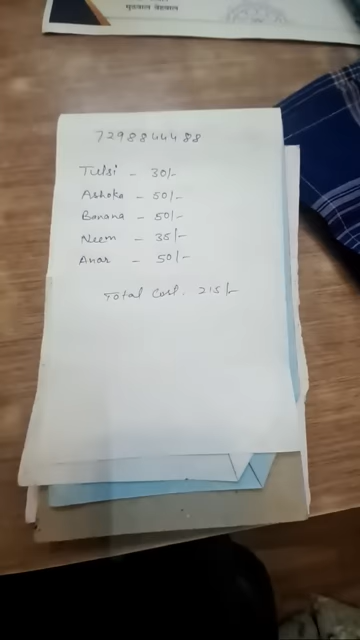 7298844488
Tulsi - 30/-
Ashoka - 50/-
Banana - 50/-
Neem - 35/-
Anar - 50/-
Total Cost. 215/-